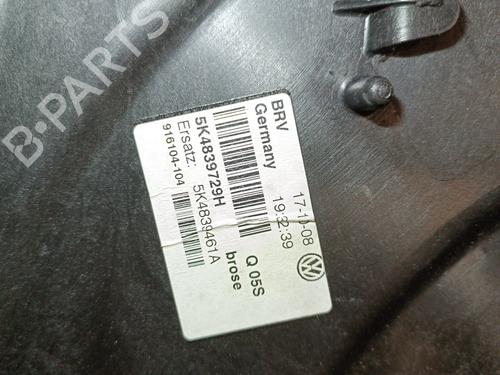 B-PARTS
BRV
Germany
17-10-08
19:32:39
5K4839729H
Ersatz: 5K4839461A
916104-104
Q 05S
brose